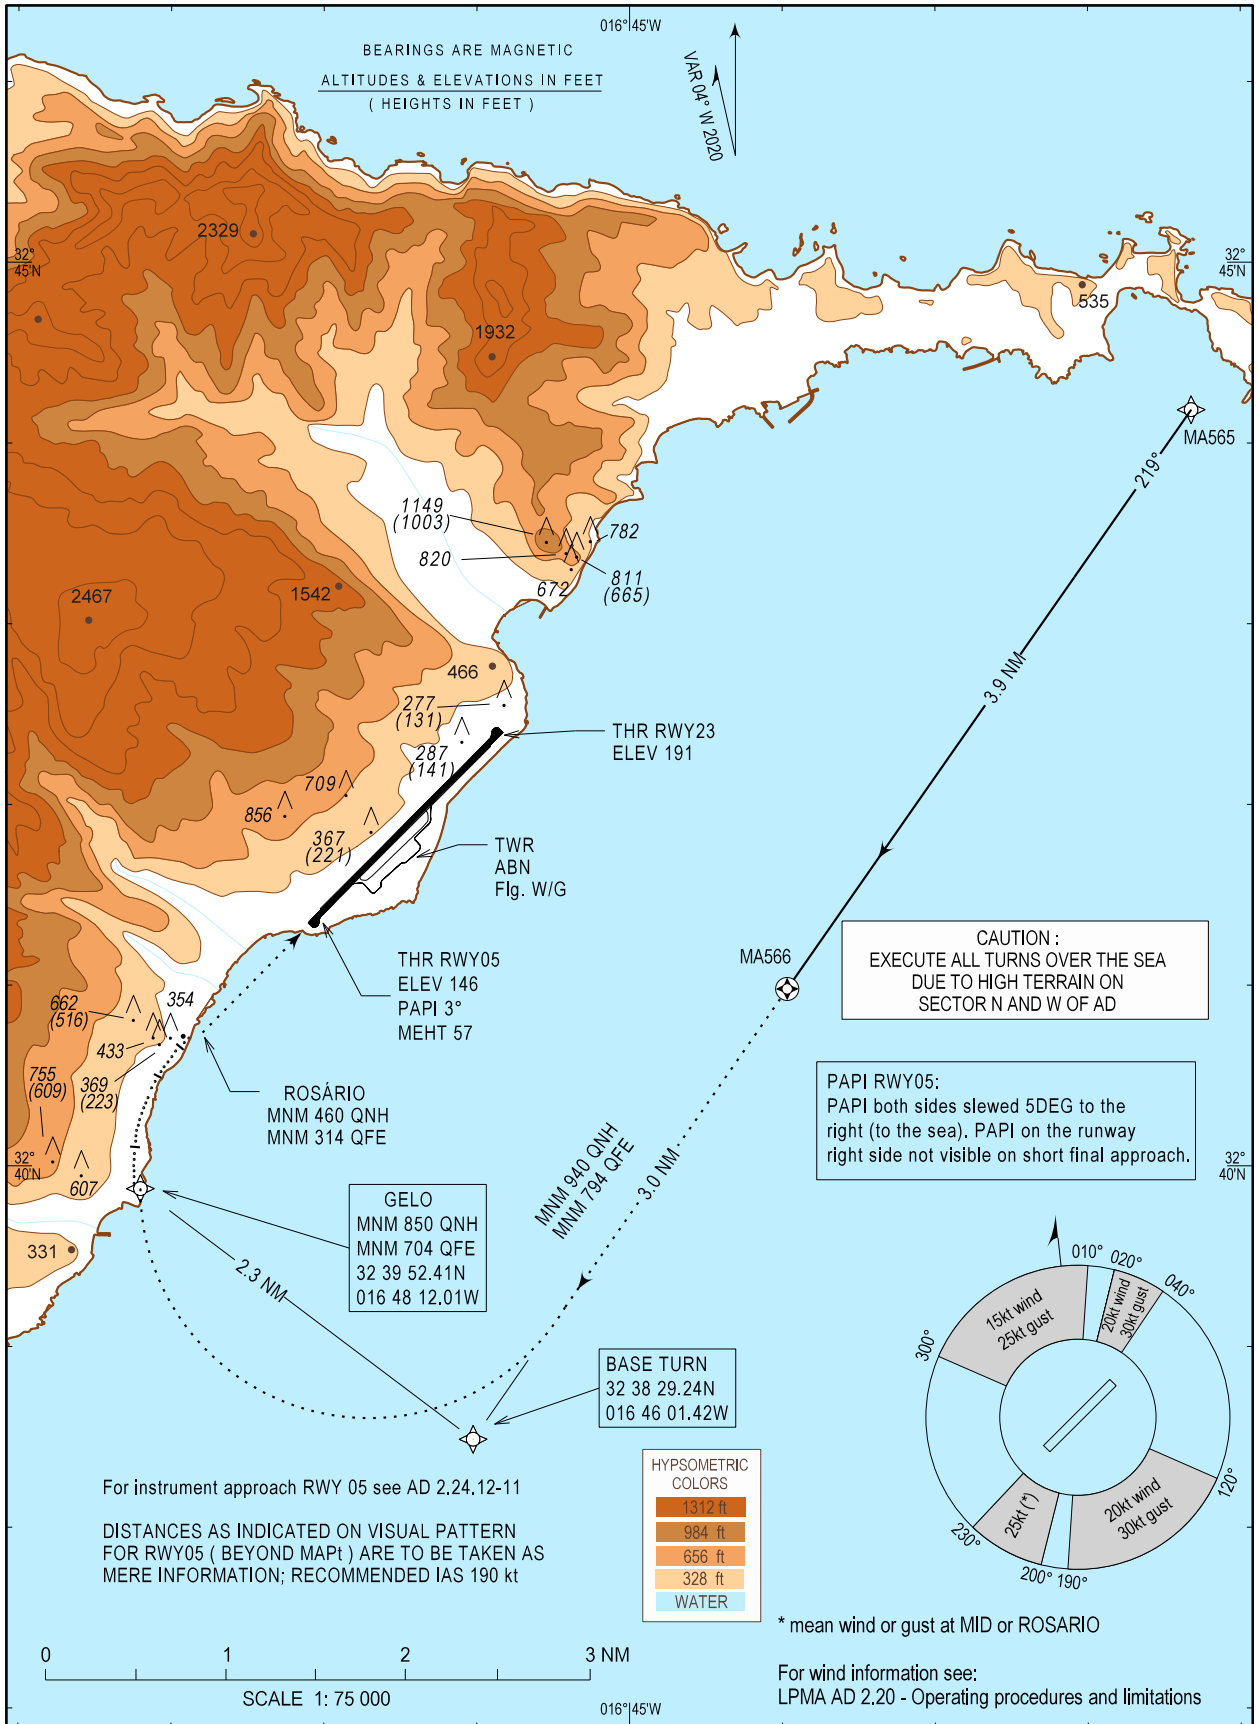 016°45'W
BEARINGS ARE MAGNETIC
ALTITUDES & ELEVATIONS IN FEET
( HEIGHTS IN FEET )
VAR 04° W 2020
2329
32°
45'N
32°
45'N
535
1932
MA565
219°
1149
(1003)
782
820
811
(665)
672
2467
1542
3.9 NM
466
277
(131)
THR RWY23
ELEV 191
287
(141)
709
856
367
(221)
TWR
ABN
Flg. W/G
THR RWY05
ELEV 146
PAPI 3°
MEHT 57
MA566
CAUTION :
EXECUTE ALL TURNS OVER THE SEA
DUE TO HIGH TERRAIN ON
SECTOR N AND W OF AD
662
(516)
354
433
755
(609)
369
(223)
ROSÁRIO
MNM 460 QNH
MNM 314 QFE
PAPI RWY05:
PAPI both sides slewed 5DEG to the
right (to the sea). PAPI on the runway
right side not visible on short final approach.
32°
40'N
32°
40'N
607
MNM 940 QNH
MNM 794 QFE
3.0 NM
GELO
MNM 850 QNH
MNM 704 QFE
32 39 52.41N
016 48 12.01W
331
2.3 NM
010°
020°
040°
15kt wind
25kt gust
20kt wind
30kt gust
300°
BASE TURN
32 38 29.24N
016 46 01.42W
120°
20kt wind
30kt gust
25kt (*)
230°
200°
190°
For instrument approach RWY 05 see AD 2.24.12-11
DISTANCES AS INDICATED ON VISUAL PATTERN
FOR RWY05 ( BEYOND MAPt ) ARE TO BE TAKEN AS
MERE INFORMATION; RECOMMENDED IAS 190 kt
HYPSOMETRIC
COLORS
1312 ft
984 ft
656 ft
328 ft
WATER
* mean wind or gust at MID or ROSARIO
0 1 2 3 NM
SCALE 1: 75 000
For wind information see:
LPMA AD 2.20 - Operating procedures and limitations
016°45'W